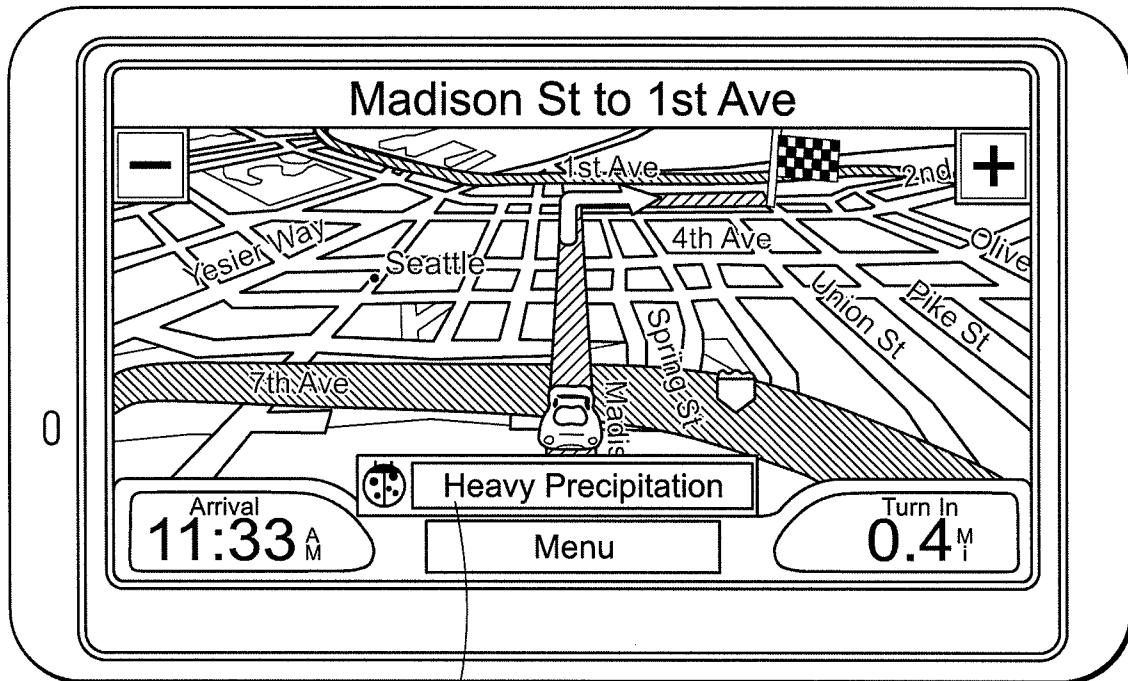 Madison St to 1st Ave
−
+
1st Ave
2nd
4th Ave
Olive
Yesier Way
Seattle
Union St
Pike St
Spring St
7th Ave
Madis
Heavy Precipitation
Arrival
11:33 AM
Menu
Turn In
0.4 Mi